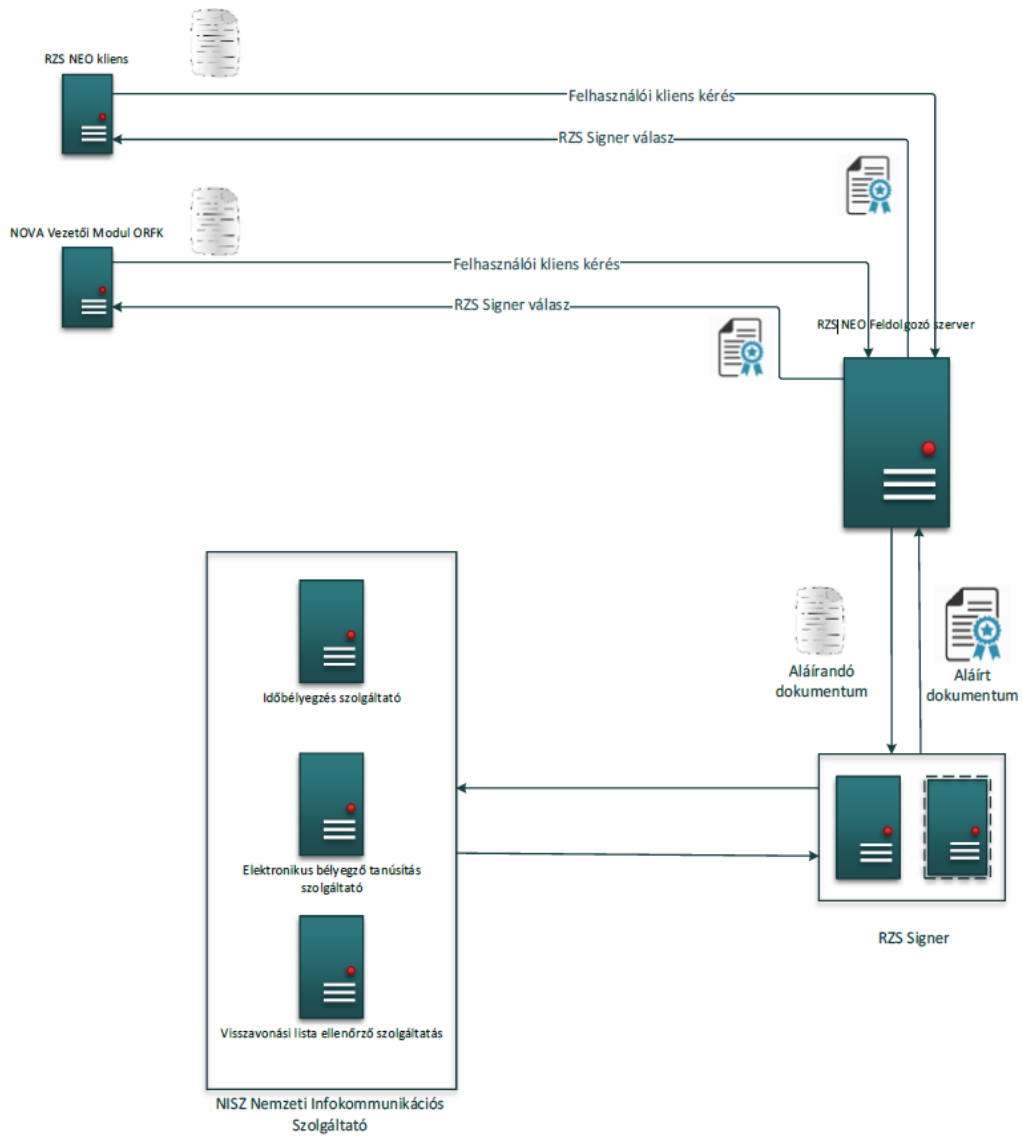 RZS NEO kliens
Felhasználói kliens kérés
RZS Signer válasz
NOVA Vezetői Modul ORFK
Felhasználói kliens kérés
RZS Signer válasz
RZS NEO Feldolgozó szerver
Időbélyegzés szolgáltató
Aláírandó
dokumentum
Aláírt
dokumentum
Elektronikus bélyegző tanúsítás
szolgáltató
RZS Signer
Visszavonási lista ellenőrző szolgáltatás
NISZ Nemzeti Infokommunikációs
Szolgáltató